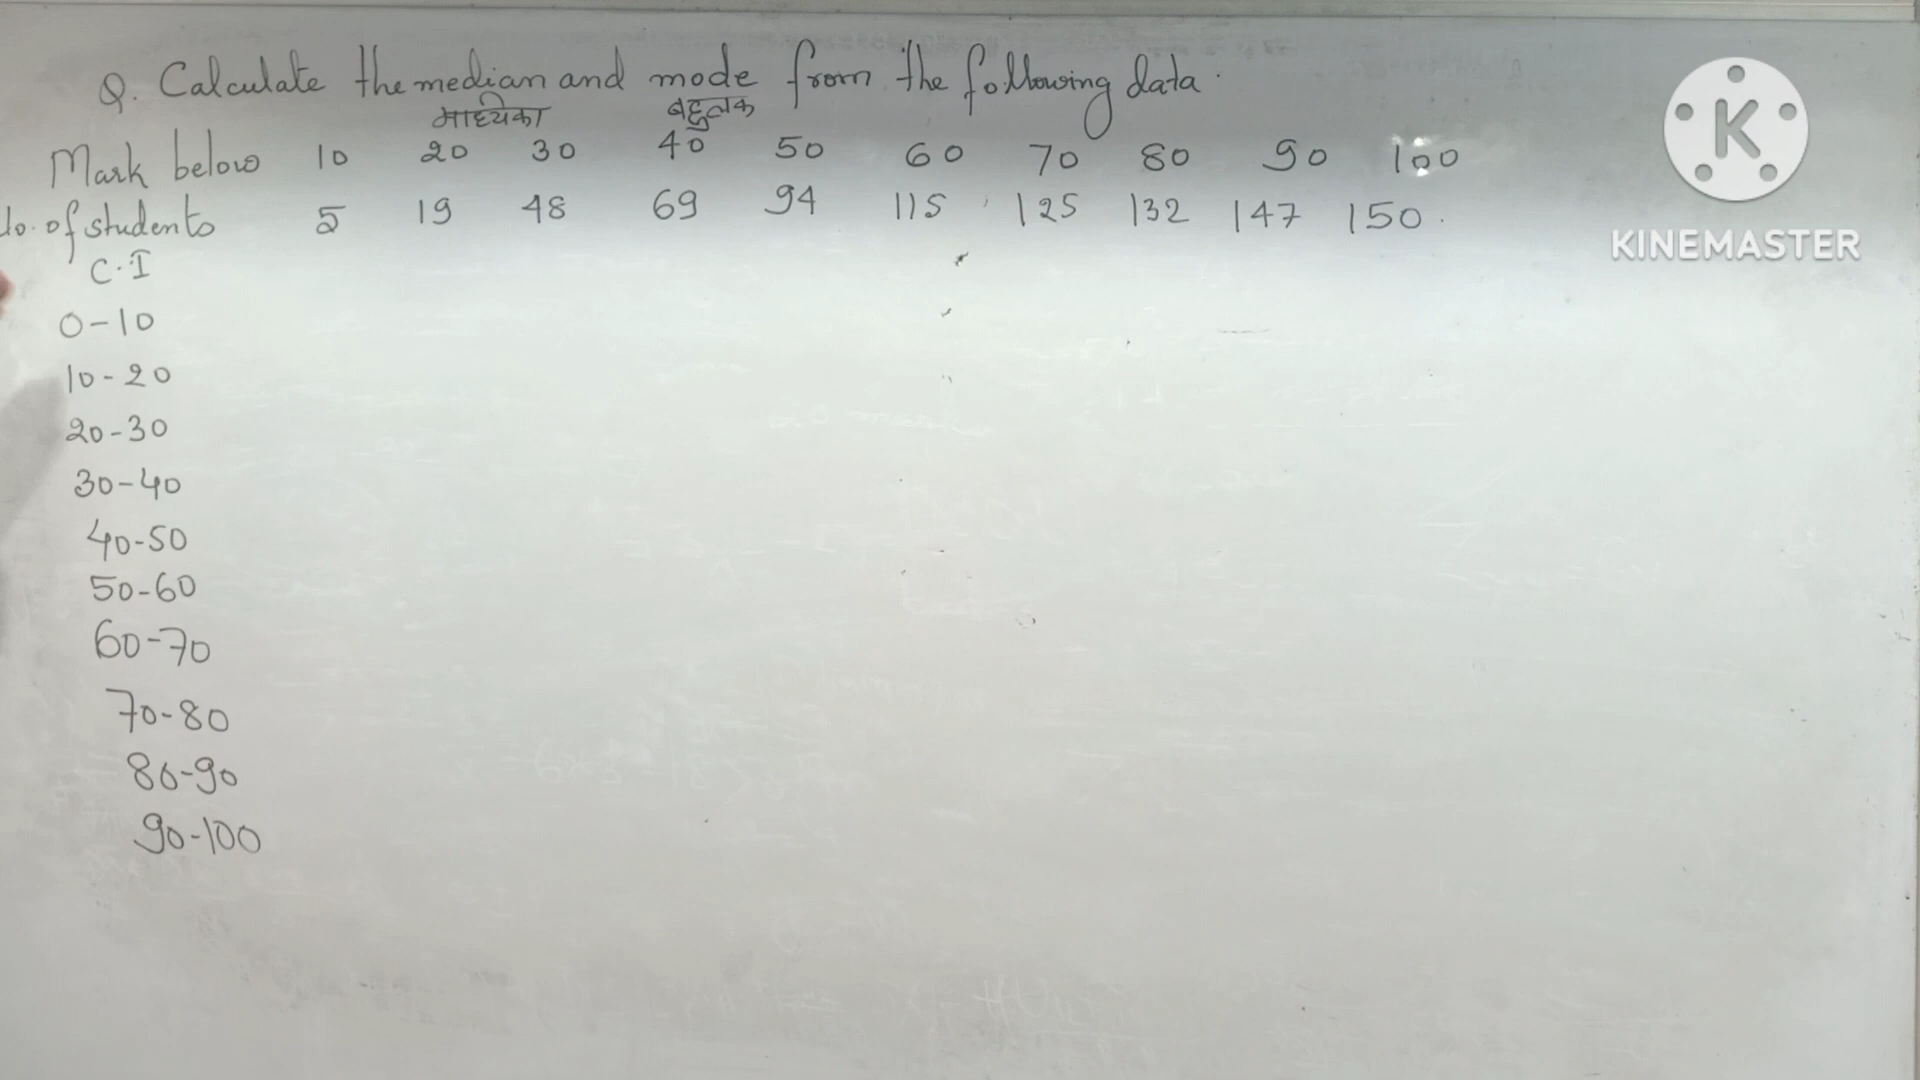 Q. Calculate the median and mode from the following data.
माध्यिका बहुलक
Mark below 10 20 30 40 50 60 70 80 90 100
No. of students 5 19 48 69 94 115 125 132 147 150.
C.I
0-10
10-20
20-30
30-40
40-50
50-60
60-70
70-80
80-90
90-100
K
KINEMASTER